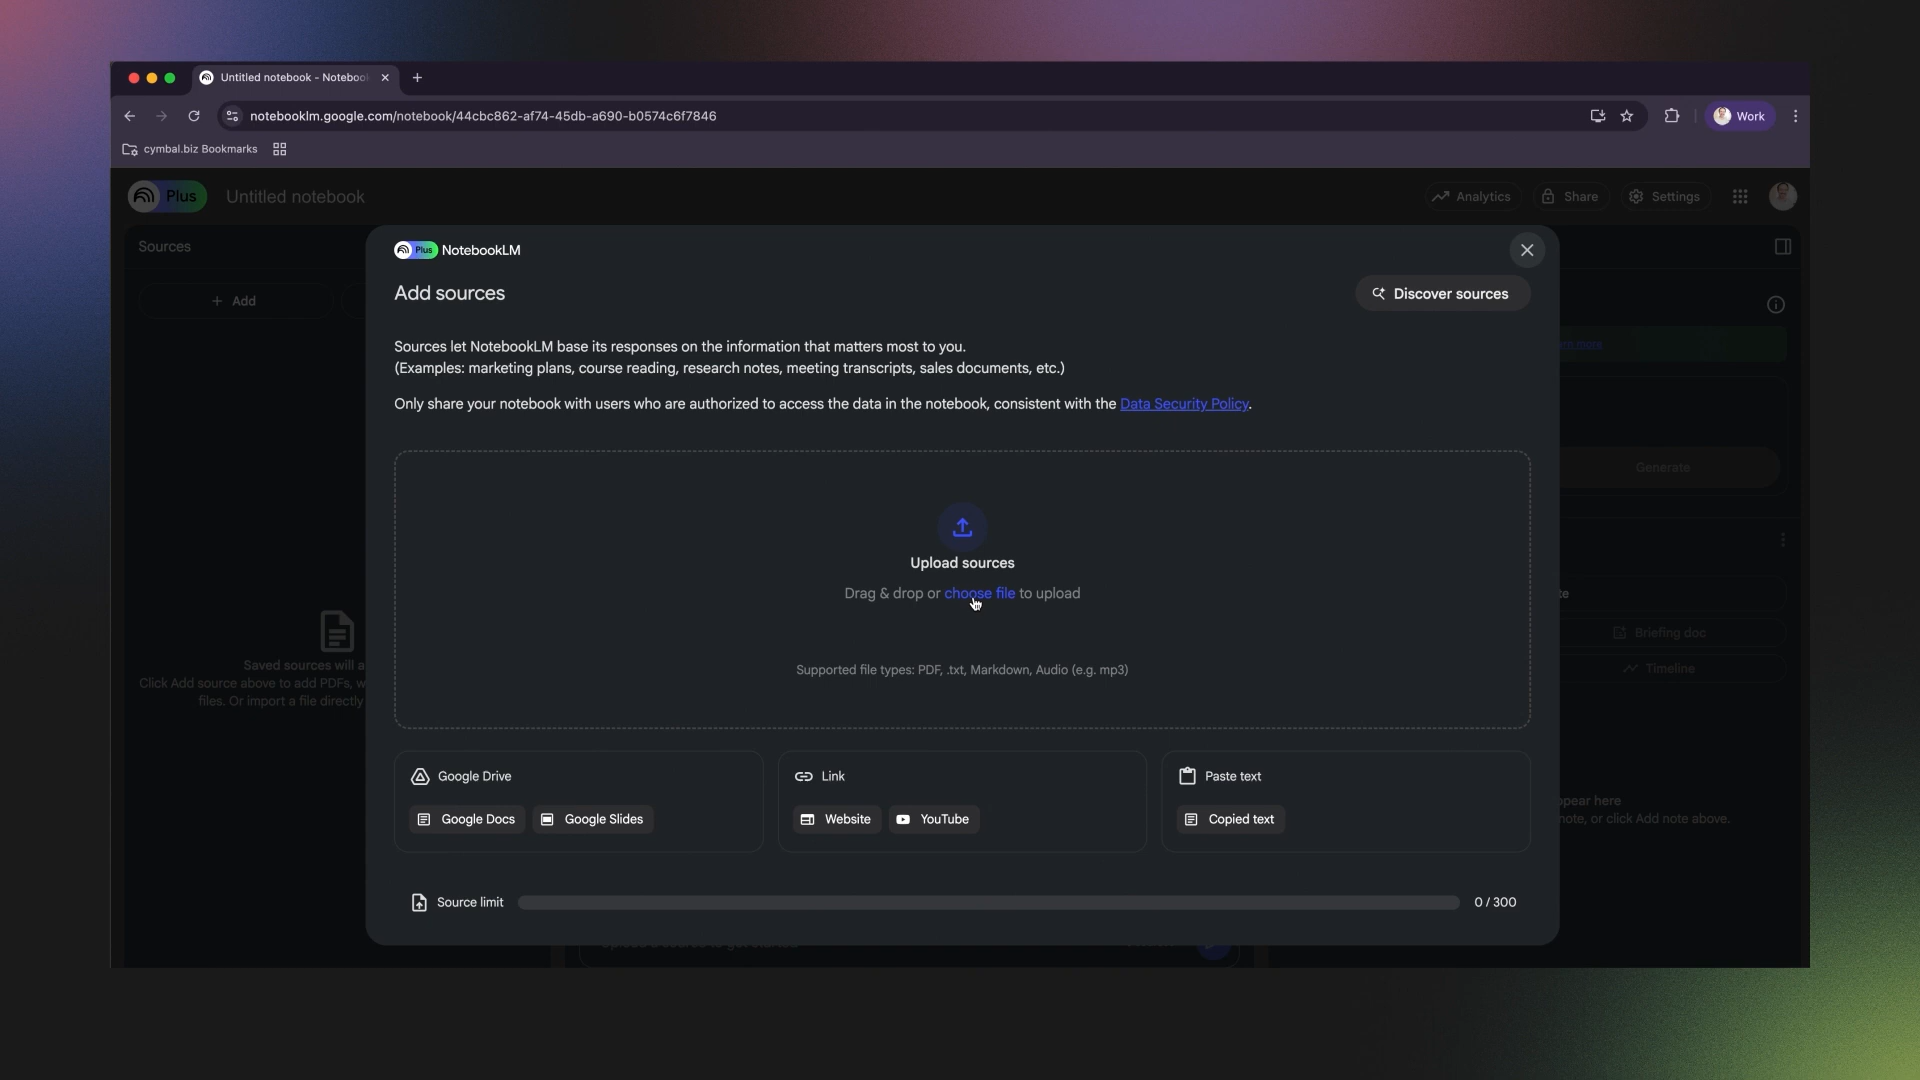 Untitled notebook - Noteboo
notebooklm.google.com/notebook/44cbc862-af74-45db-a690-b0574c6f7846
Work
cymbal.biz Bookmarks
Plus
Untitled notebook
Analytics
Share
Settings
Sources
Plus NotebookLM
Add sources
Discover sources
+ Add
Sources let NotebookLM base its responses on the information that matters most to you.
(Examples: marketing plans, course reading, research notes, meeting transcripts, sales documents, etc.)
Only share your notebook with users who are authorized to access the data in the notebook, consistent with the Data Security Policy.
more
Generate
Upload sources
Drag & drop or choose file to upload
Supported file types: PDF, .txt, Markdown, Audio (e.g. mp3)
Briefing doc
Timeline
Saved sources will a
Click Add source above to add PDFs, w
files. Or import a file directly
Google Drive
Google Docs
Google Slides
Link
Website
YouTube
Paste text
Copied text
ppear here
note, or click Add note above.
Source limit
0 / 300